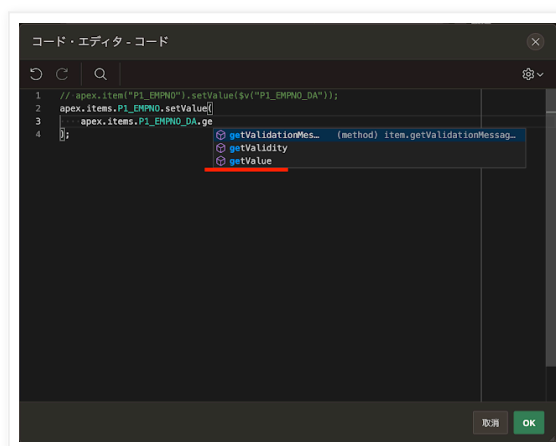 コード・エディタ - コード
1 // apex.item("P1_EMPNO").setValue($v("P1_EMPNO_DA"));
2 apex.items.P1_EMPNO.setValue(
3 apex.items.P1_EMPNO_DA.ge
4 );
getValidationMes… (method) item.getValidationMessag…
getValidity
getValue
取消 OK